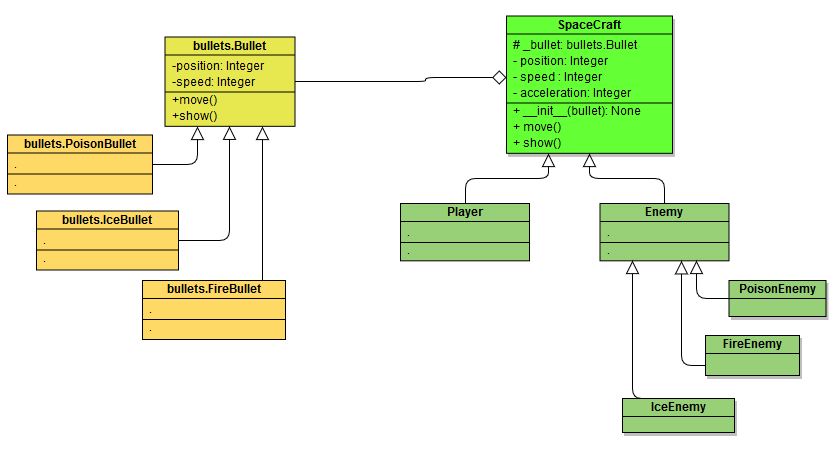 bullets.Bullet
-position: Integer
-speed: Integer
+move()
+show()
SpaceCraft
# _bullet: bullets.Bullet
- position: Integer
- speed : Integer
- acceleration: Integer
+ __init__(bullet): None
+ move()
+ show()
bullets.PoisonBullet
.
.
bullets.IceBullet
.
.
bullets.FireBullet
.
.
Player
.
.
Enemy
.
.
PoisonEnemy
FireEnemy
IceEnemy